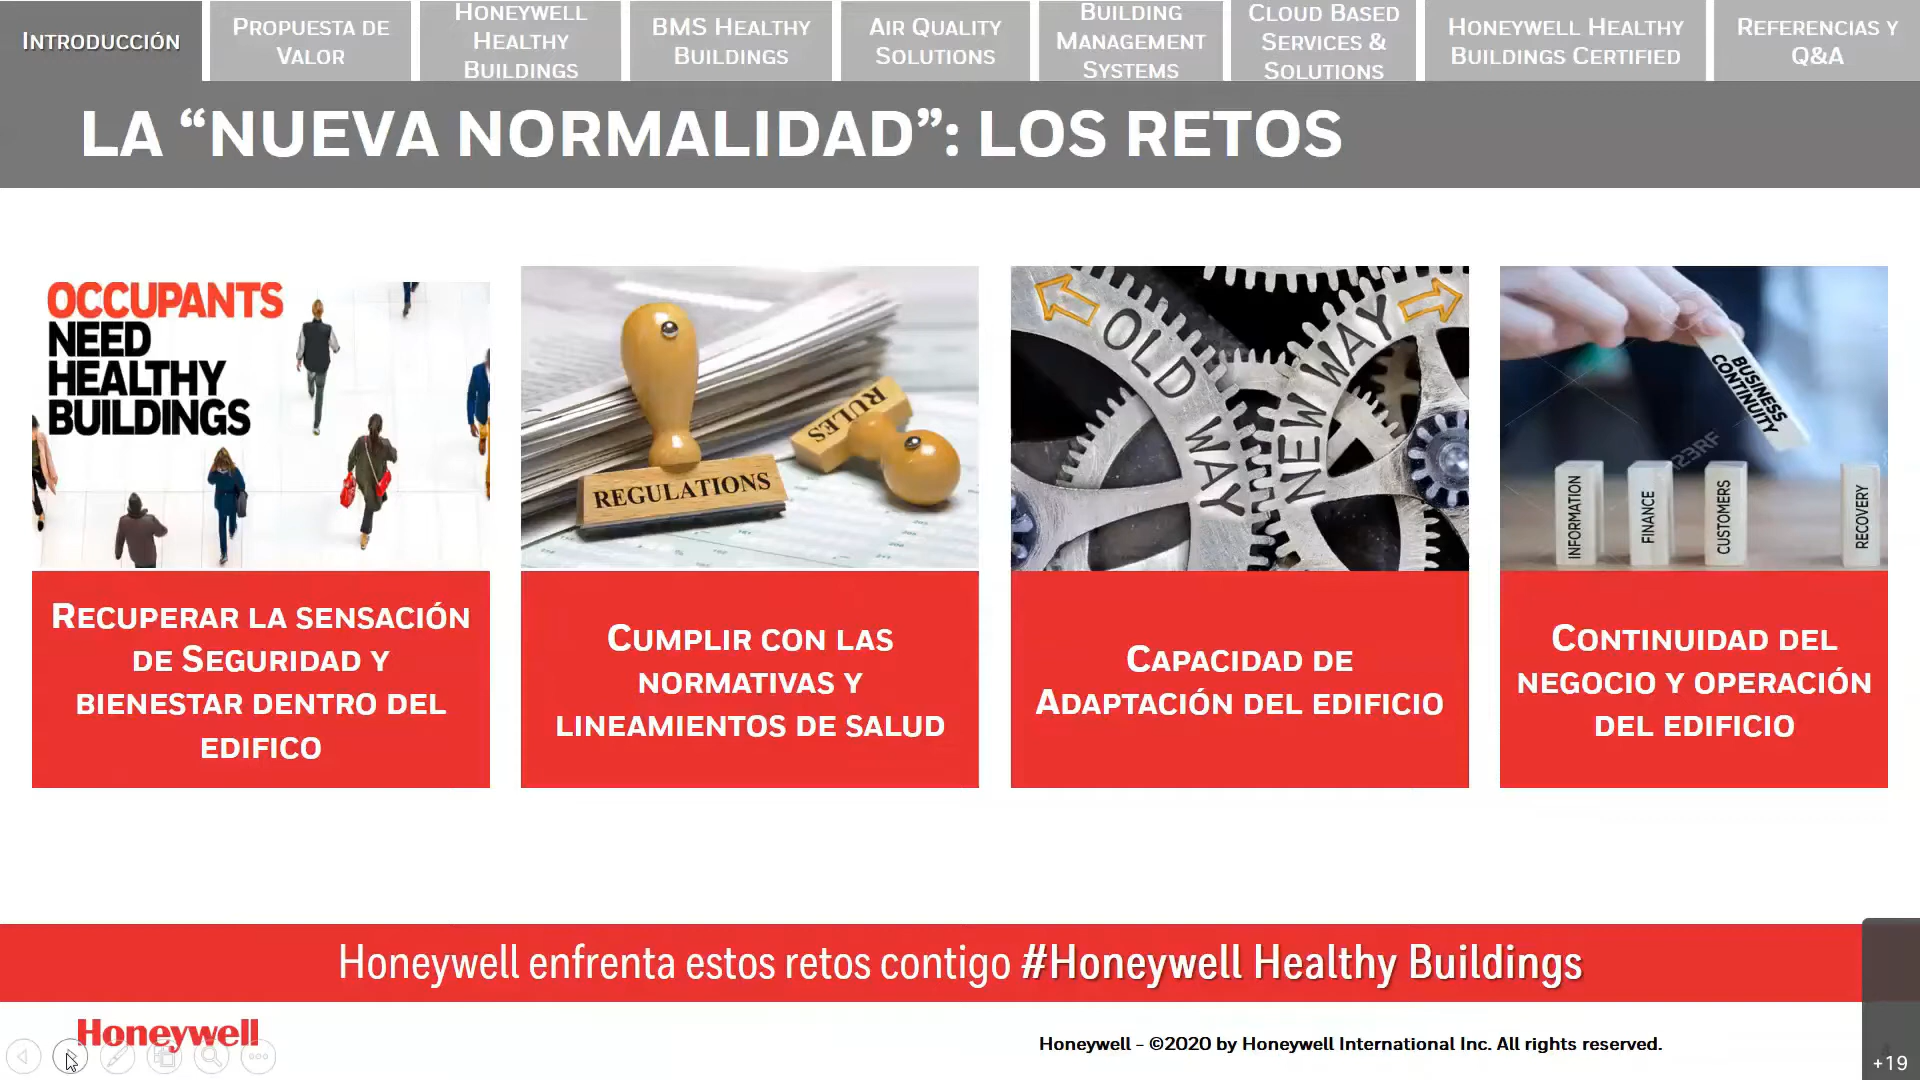 INTRODUCCIÓN
PROPUESTA DE
VALOR
HONEYWELL
HEALTHY
BUILDINGS
BMS HEALTHY
BUILDINGS
AIR QUALITY
SOLUTIONS
BUILDING
MANAGEMENT
SYSTEMS
CLOUD BASED
SERVICES &
SOLUTIONS
HONEYWELL HEALTHY
BUILDINGS CERTIFIED
REFERENCIAS Y
Q&A
LA “NUEVA NORMALIDAD”: LOS RETOS
OCCUPANTS
NEED
HEALTHY
BUILDINGS
REGULATIONS
RULES
OLD WAY
NEW WAY
BUSINESS
CONTINUITY
INFORMATION
FINANCE
CUSTOMERS
RECOVERY
123RF
RECUPERAR LA SENSACIÓN
DE SEGURIDAD Y
BIENESTAR DENTRO DEL
EDIFICO
CUMPLIR CON LAS
NORMATIVAS Y
LINEAMIENTOS DE SALUD
CAPACIDAD DE
ADAPTACIÓN DEL EDIFICIO
CONTINUIDAD DEL
NEGOCIO Y OPERACIÓN
DEL EDIFICIO
Honeywell enfrenta estos retos contigo #Honeywell Healthy Buildings
Honeywell
Honeywell - ©2020 by Honeywell International Inc. All rights reserved.
+19